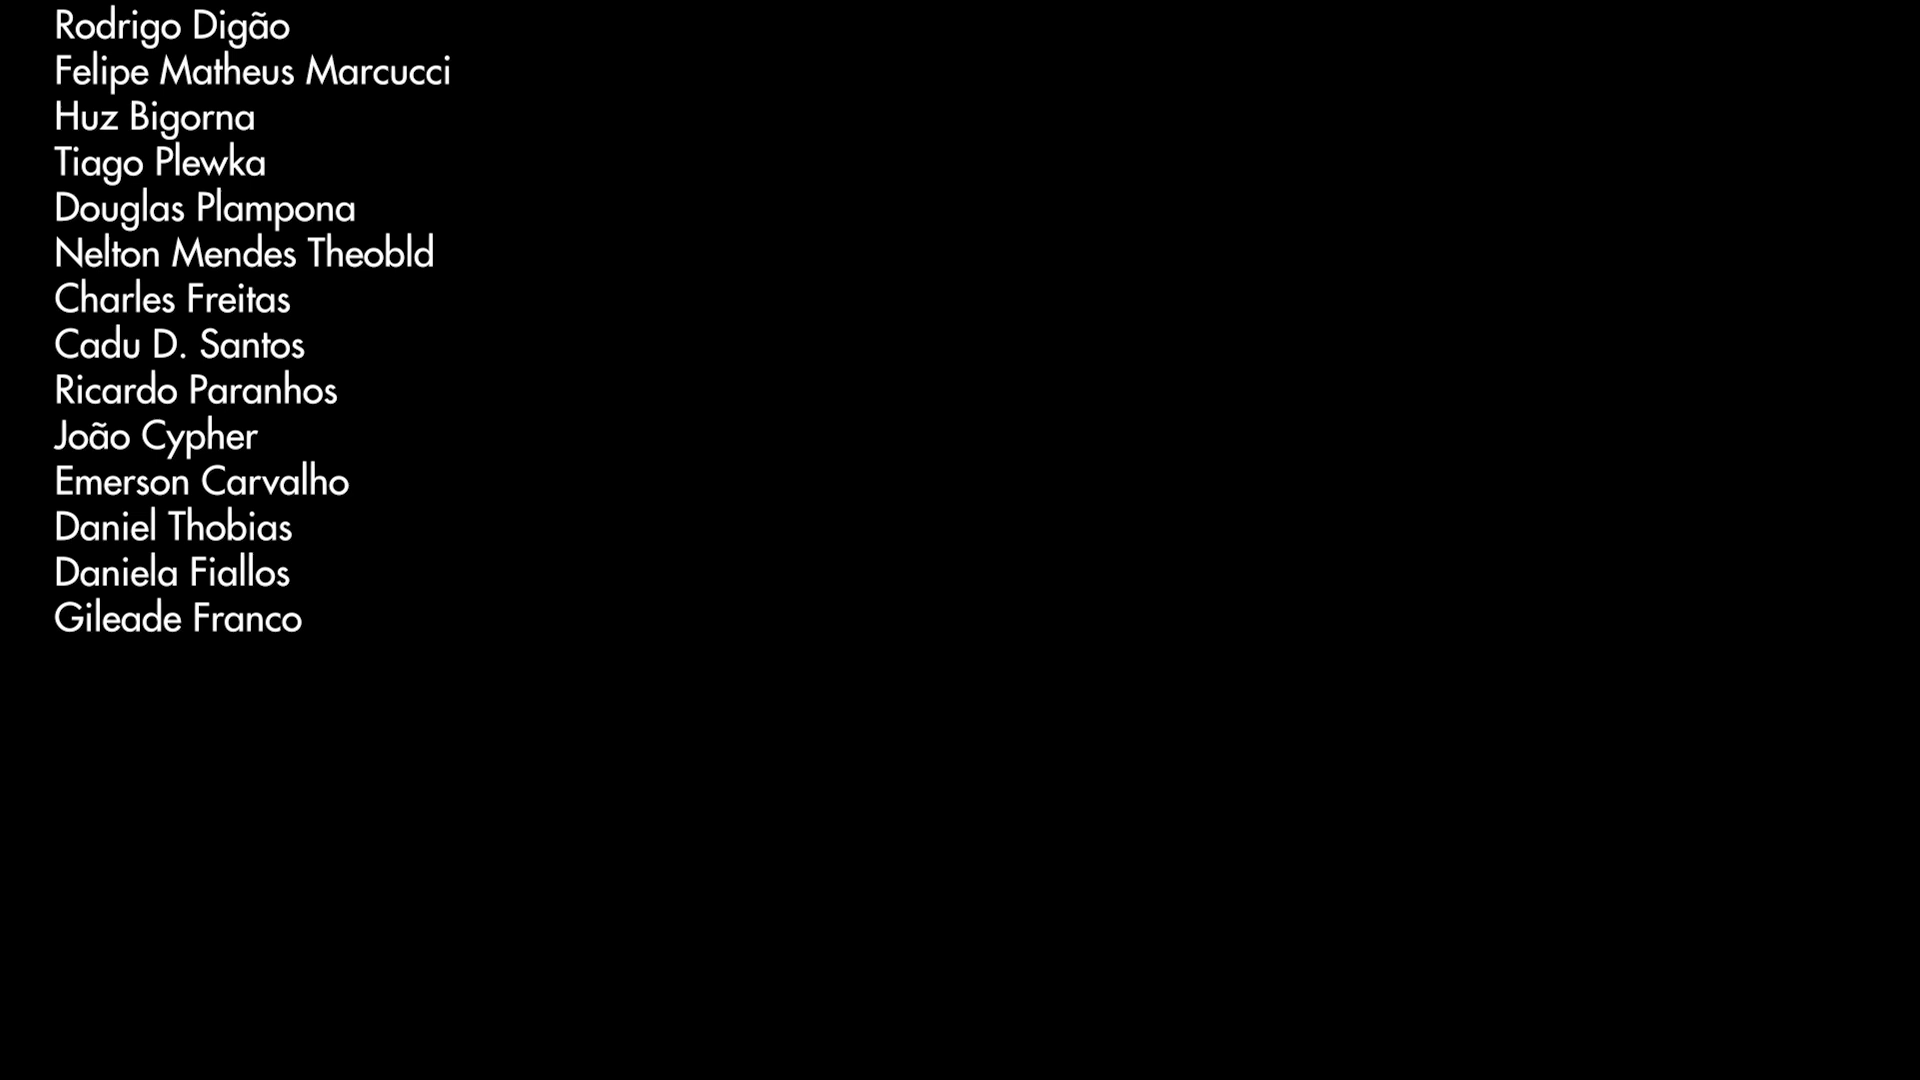 Rodrigo Digão
Felipe Matheus Marcucci
Huz Bigorna
Tiago Plewka
Douglas Plampona
Nelton Mendes Theobld
Charles Freitas
Cadu D. Santos
Ricardo Paranhos
João Cypher
Emerson Carvalho
Daniel Thobias
Daniela Fiallos
Gileade Franco